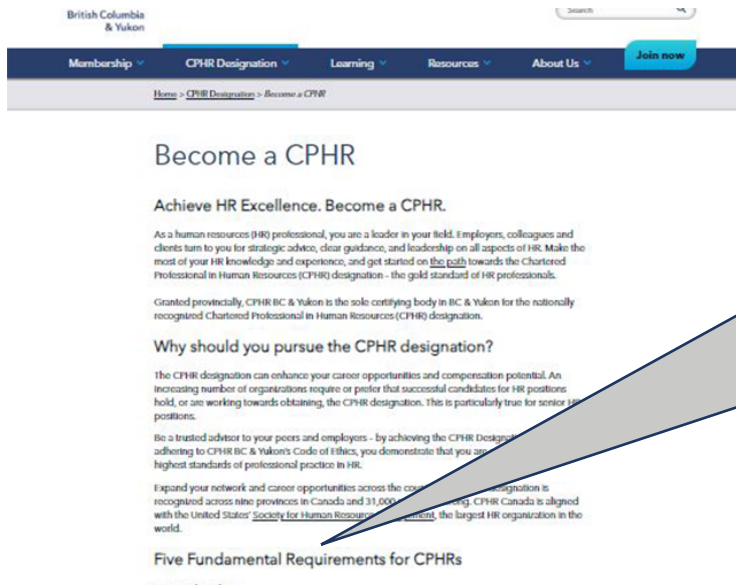 British Columbia
& Yukon
Search
Membership
CPHR Designation
Learning
Resources
About Us
Join now
Home > CPHR Designation > Become a CPHR
Become a CPHR
Achieve HR Excellence. Become a CPHR.
As a human resources (HR) professional, you are a leader in your field. Employers, colleagues and
clients turn to you for strategic advice, clear guidance, and leadership on all aspects of HR. Make the
most of your HR knowledge and experience, and get started on the path towards the Chartered
Professional in Human Resources (CPHR) designation - the gold standard of HR professionals.
Granted provincially, CPHR BC & Yukon is the sole certifying body in BC & Yukon for the nationally
recognized Chartered Professional in Human Resources (CPHR) designation.
Why should you pursue the CPHR designation?
The CPHR designation can enhance your career opportunities and compensation potential. An
increasing number of organizations require or prefer that successful candidates for HR positions
hold, or are working towards obtaining, the CPHR designation. This is particularly true for senior HR
positions.
Be a trusted advisor to your peers and employers - by achieving the CPHR
adhering to CPHR BC & Yukon's Code of Ethics, you demonstrate that you are
highest standards of professional practice in HR.
Expand your network and career opportunities across the
recognized across nine provinces in Canada and 31,000 CPHR Canada is aligned
with the United States' Society for Human the largest HR organization in the
world.
Five Fundamental Requirements for CPHRs